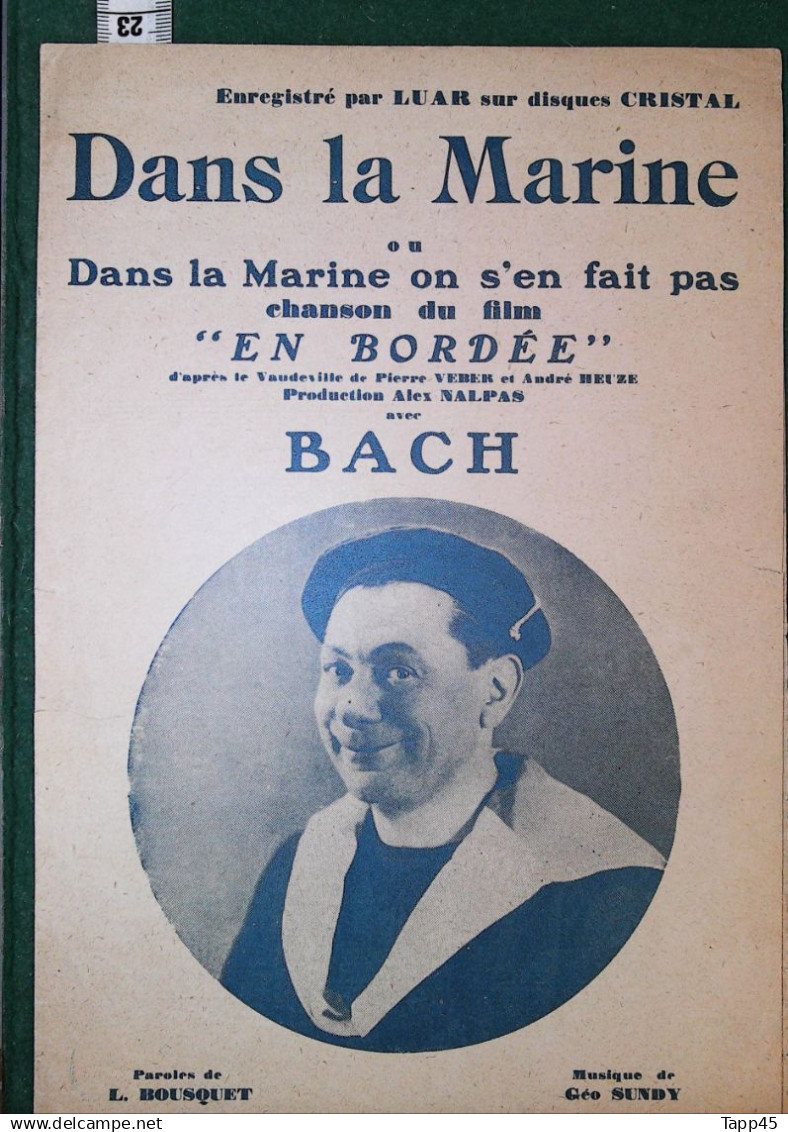 23
Enregistré par LUAR sur disques CRISTAL
Dans la Marine
ou
Dans la Marine on s'en fait pas
chanson du film
"EN BORDÉE"
d'après le Vaudeville de Pierre VEBER et André HEUZE
Production Alex NALPAS
avec
BACH
Paroles de
L. BOUSQUET
Musique de
Géo SUNDY
delcampe.net
Tapp45